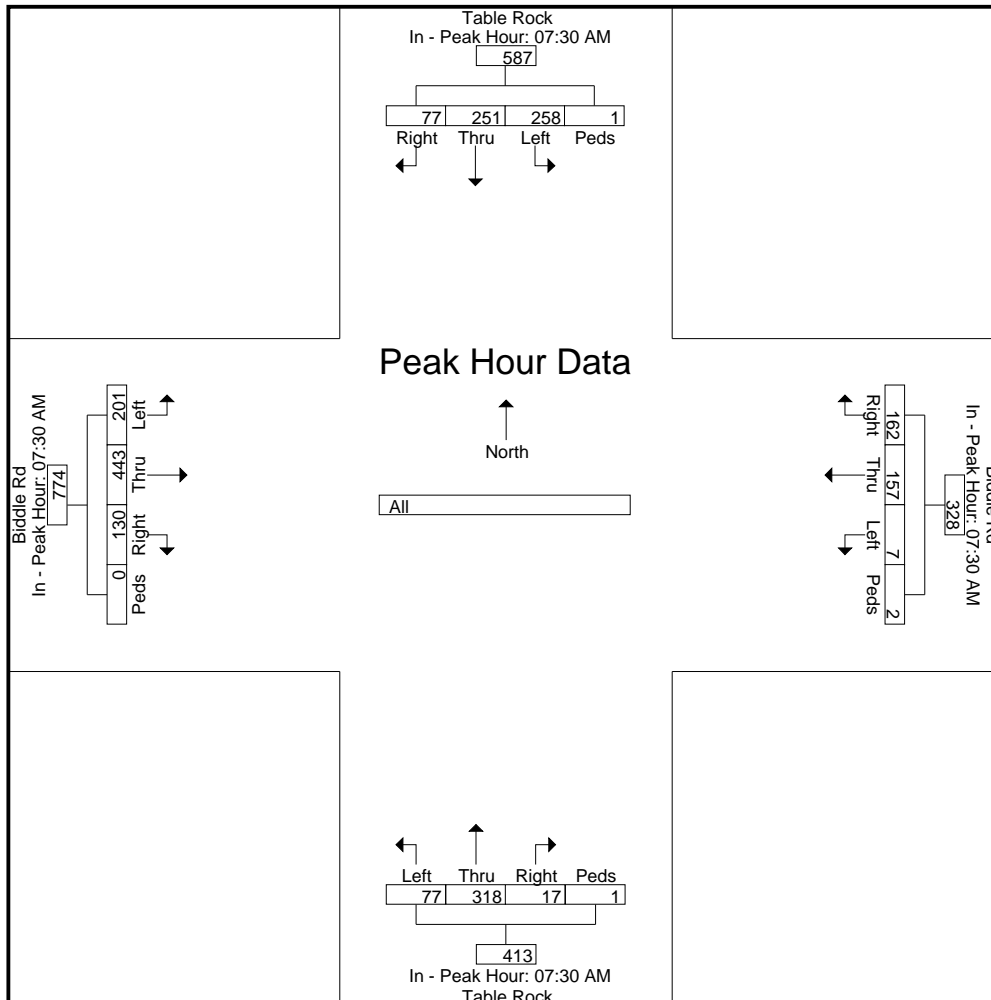 Table Rock
In - Peak Hour: 07:30 AM
587
77 251 258 1
Right Thru Left Peds
Peak Hour Data
North
All
Biddle Rd
In - Peak Hour: 07:30 AM
774
201 443 130 0
Left Thru Right Peds
Biddle Rd
In - Peak Hour: 07:30 AM
328
162 157 7 2
Right Thru Left Peds
Left Thru Right Peds
77 318 17 1
413
In - Peak Hour: 07:30 AM
Table Rock